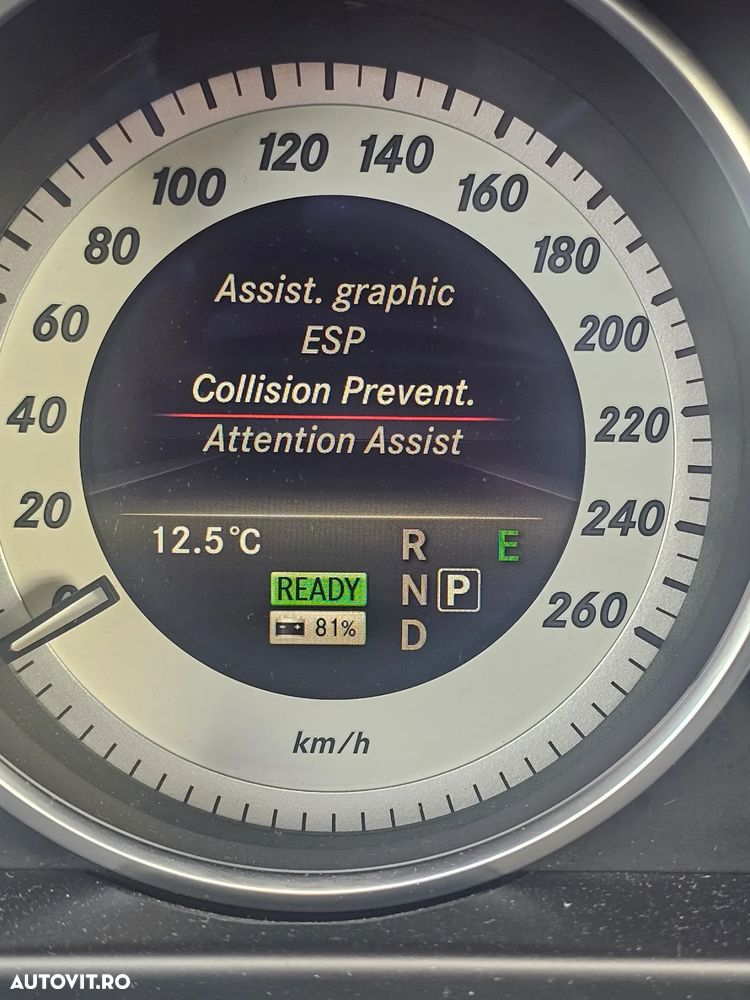 120 140
100 160
80 180
60 200
40 220
20 240
0 260
Assist. graphic
ESP
Collision Prevent.
Attention Assist
12.5°C R E
READY N P
81% D
km/h
AUTOVIT.RO